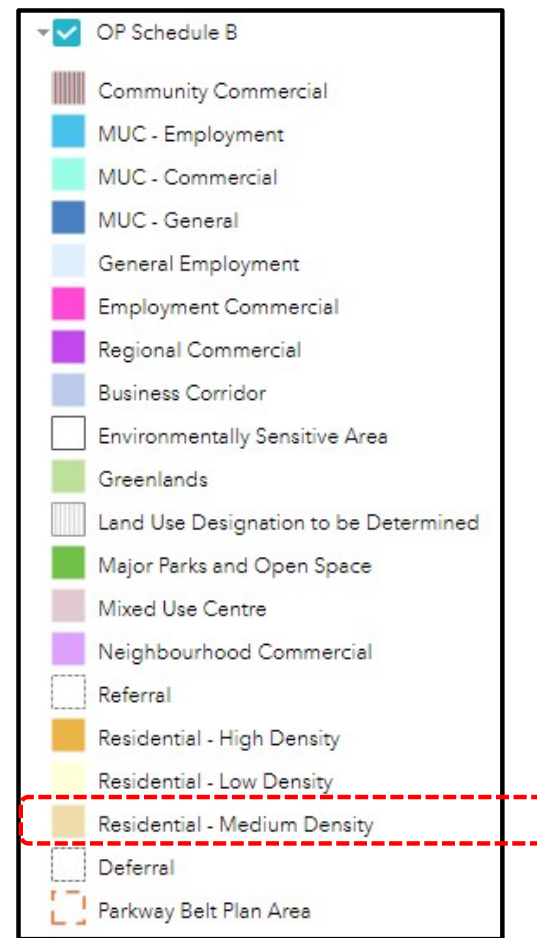 OP Schedule B
Community Commercial
MUC - Employment
MUC - Commercial
MUC - General
General Employment
Employment Commercial
Regional Commercial
Business Corridor
Environmentally Sensitive Area
Greenlands
Land Use Designation to be Determined
Major Parks and Open Space
Mixed Use Centre
Neighbourhood Commercial
Referral
Residential - High Density
Residential - Low Density
Residential - Medium Density
Deferral
Parkway Belt Plan Area